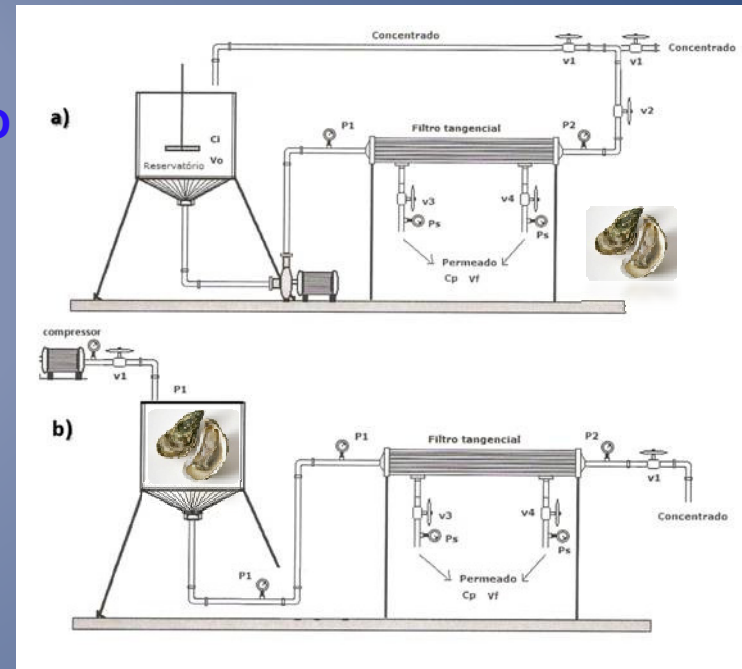 o
Concentrado
Concentrado
v1
v1
v2
a)
P1
Filtro tangencial
P2
Ci
Reservatório
Vo
v3
v4
Ps
Ps
Permeado
Cp Vf
compressor
v1
P1
b)
P1
Filtro tangencial
P2
v1
Concentrado
v3
v4
Ps
Ps
P1
Permeado
Cp Vf